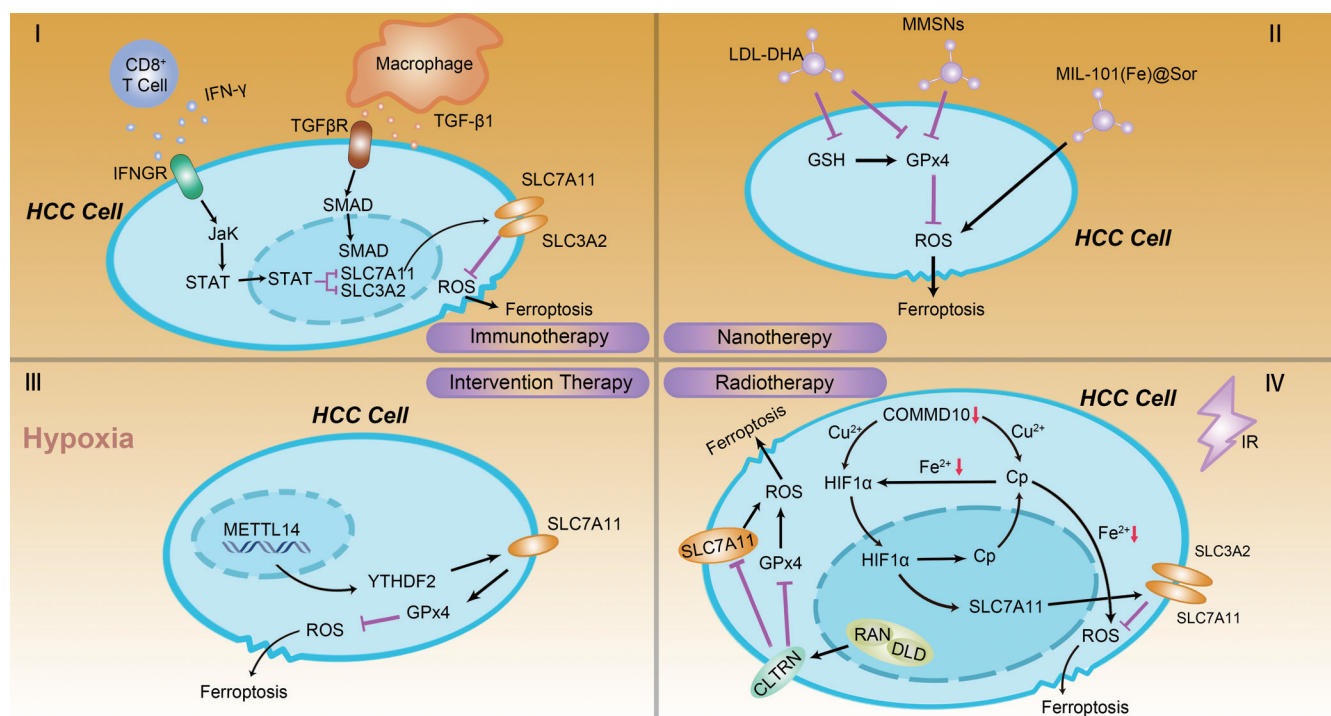 I
CD8⁺
T Cell
IFN-γ
Macrophage
TGF-β1
TGFβR
IFNGR
HCC Cell
JaK
STAT
STAT
SMAD
SMAD
SLC7A11
SLC3A2
SLC7A11
SLC3A2
ROS
Ferroptosis
Immunotherapy
II
LDL-DHA
MMSNs
MIL-101(Fe)@Sor
GSH
GPx4
ROS
HCC Cell
Ferroptosis
Nanotherepy
III
Intervention Therapy
HCC Cell
Hypoxia
METTL14
YTHDF2
SLC7A11
GPx4
ROS
Ferroptosis
Radiotherapy
IV
HCC Cell
IR
Ferroptosis
COMMD10
Cu²⁺
Cu²⁺
Fe²⁺
HIF1α
Cp
ROS
SLC7A11
GPx4
Fe²⁺
HIF1α
Cp
SLC7A11
SLC3A2
SLC7A11
RAN
DLD
CLTRN
ROS
Ferroptosis